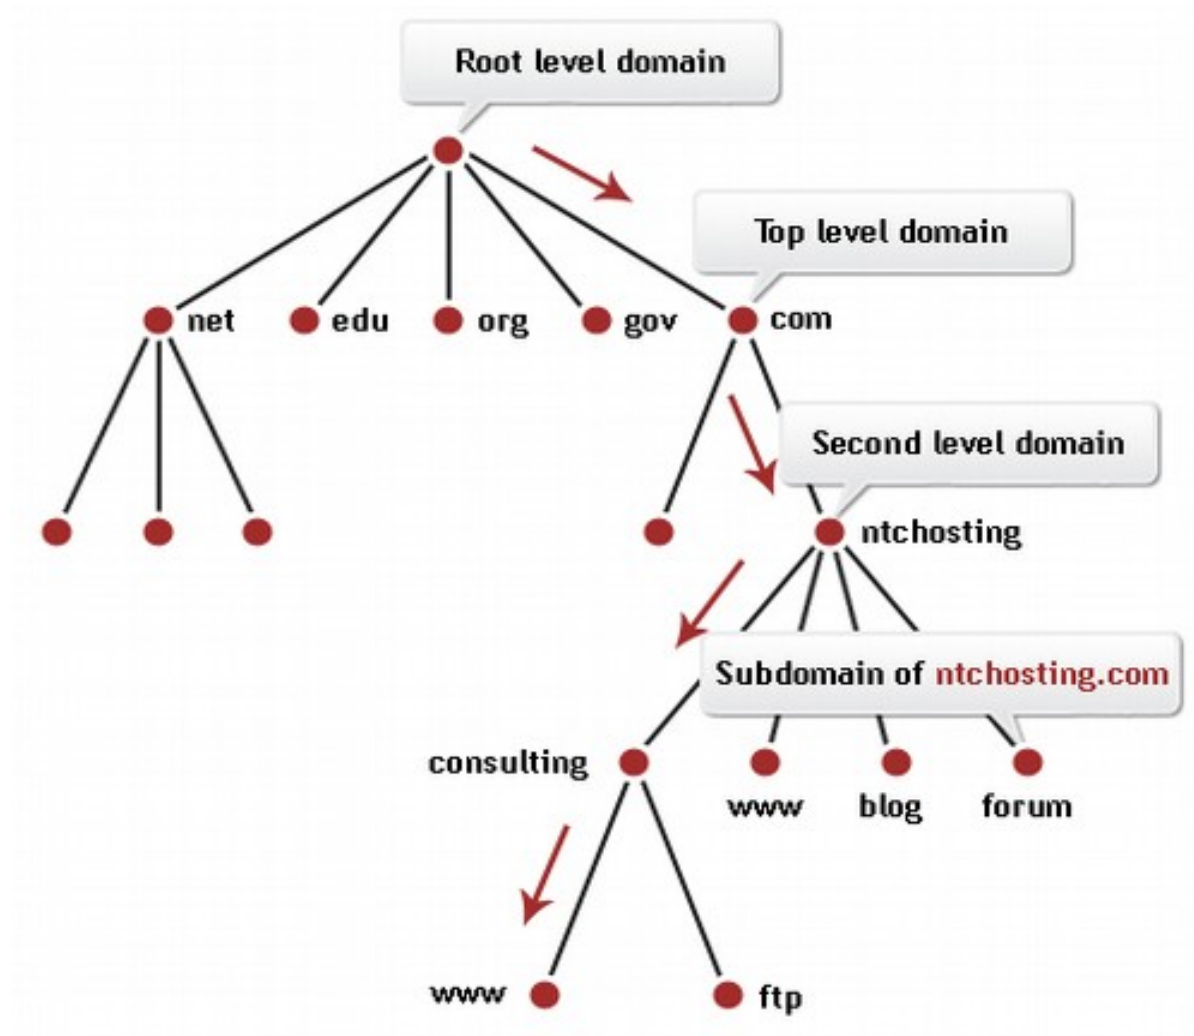 Root level domain
Top level domain
net
edu
org
gov
com
Second level domain
ntchosting
Subdomain of ntchosting.com
consulting
www
blog
forum
www
ftp